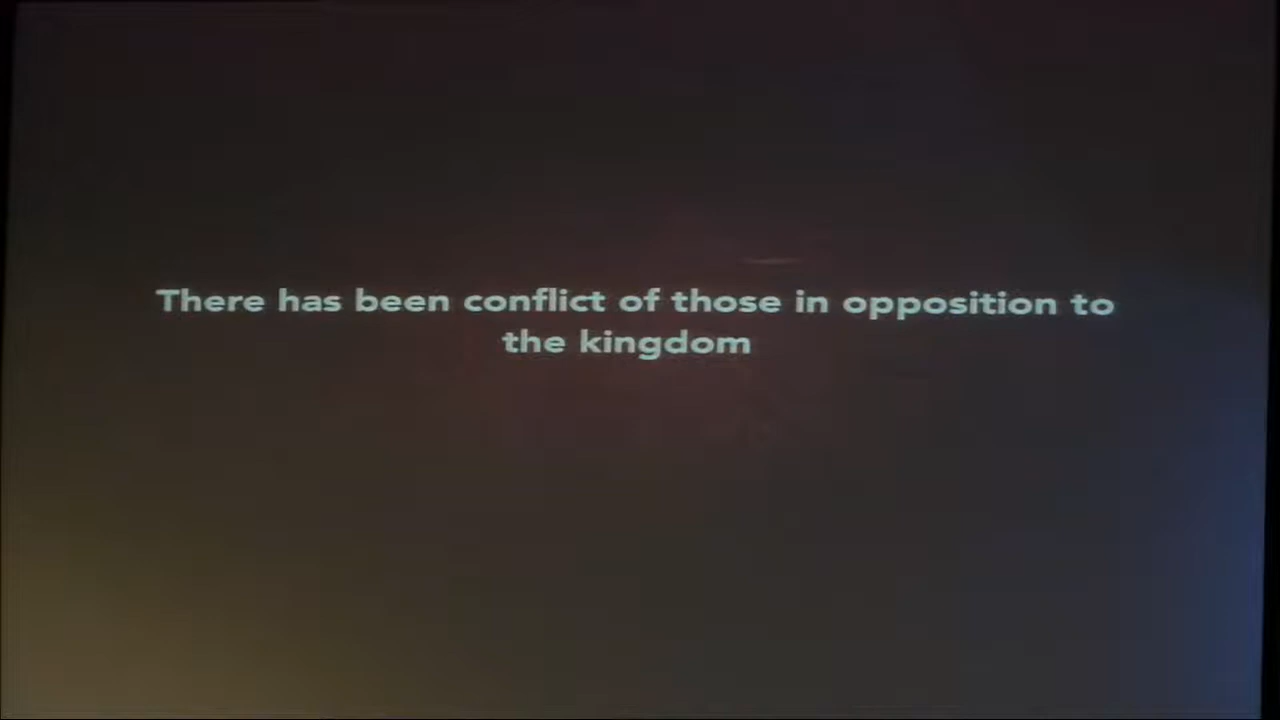 There has been conflict of those in opposition to
the kingdom